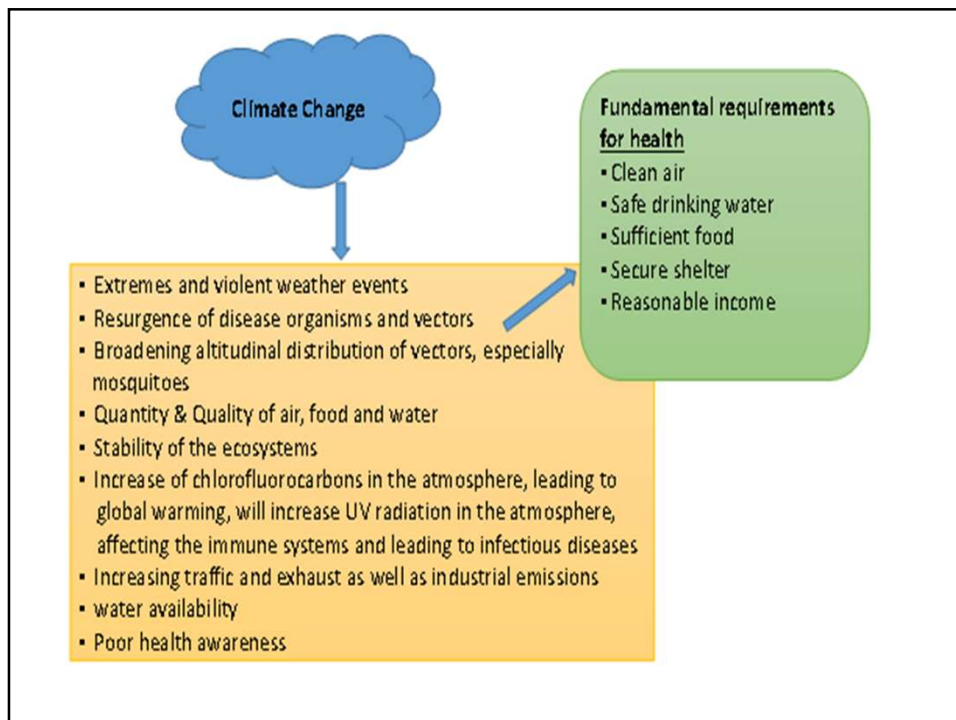 Climate Change
Fundamental requirements
for health
▪ Clean air
▪ Safe drinking water
▪ Sufficient food
▪ Secure shelter
▪ Reasonable income
▪ Extremes and violent weather events
▪ Resurgence of disease organisms and vectors
▪ Broadening altitudinal distribution of vectors, especially
mosquitoes
▪ Quantity & Quality of air, food and water
▪ Stability of the ecosystems
▪ Increase of chlorofluorocarbons in the atmosphere, leading to
global warming, will increase UV radiation in the atmosphere,
affecting the immune systems and leading to infectious diseases
▪ Increasing traffic and exhaust as well as industrial emissions
▪ water availability
▪ Poor health awareness